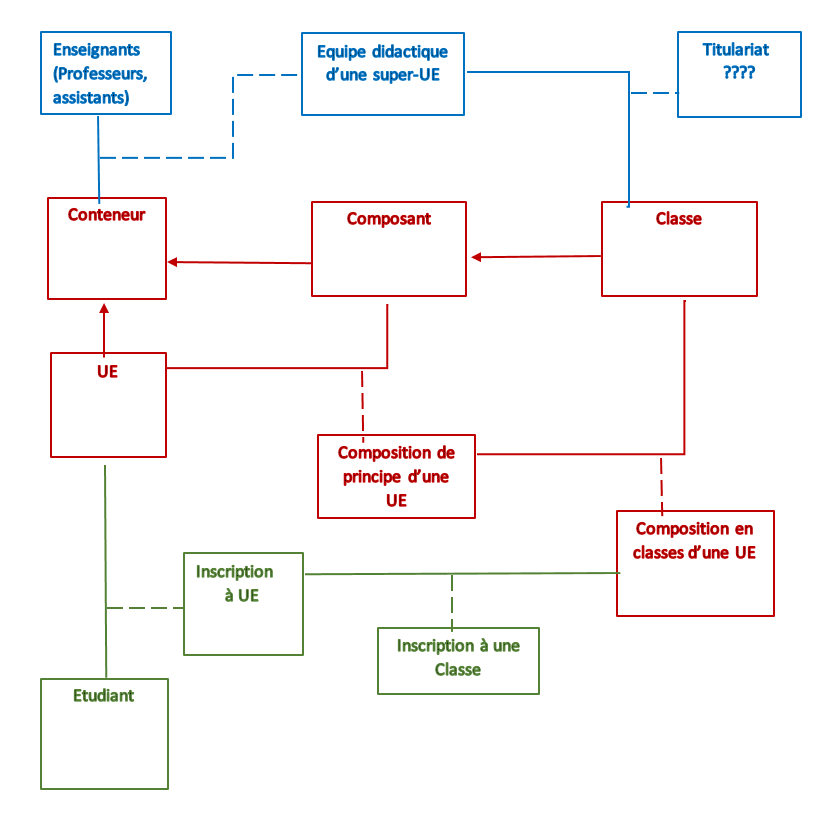 Enseignants
(Professeurs,
assistants)
Equipe didactique
d’une super-UE
Titulariat
????
Conteneur
Composant
Classe
UE
Composition de
principe d’une
UE
Composition en
classes d’une UE
Inscription
à UE
Inscription à une
Classe
Etudiant